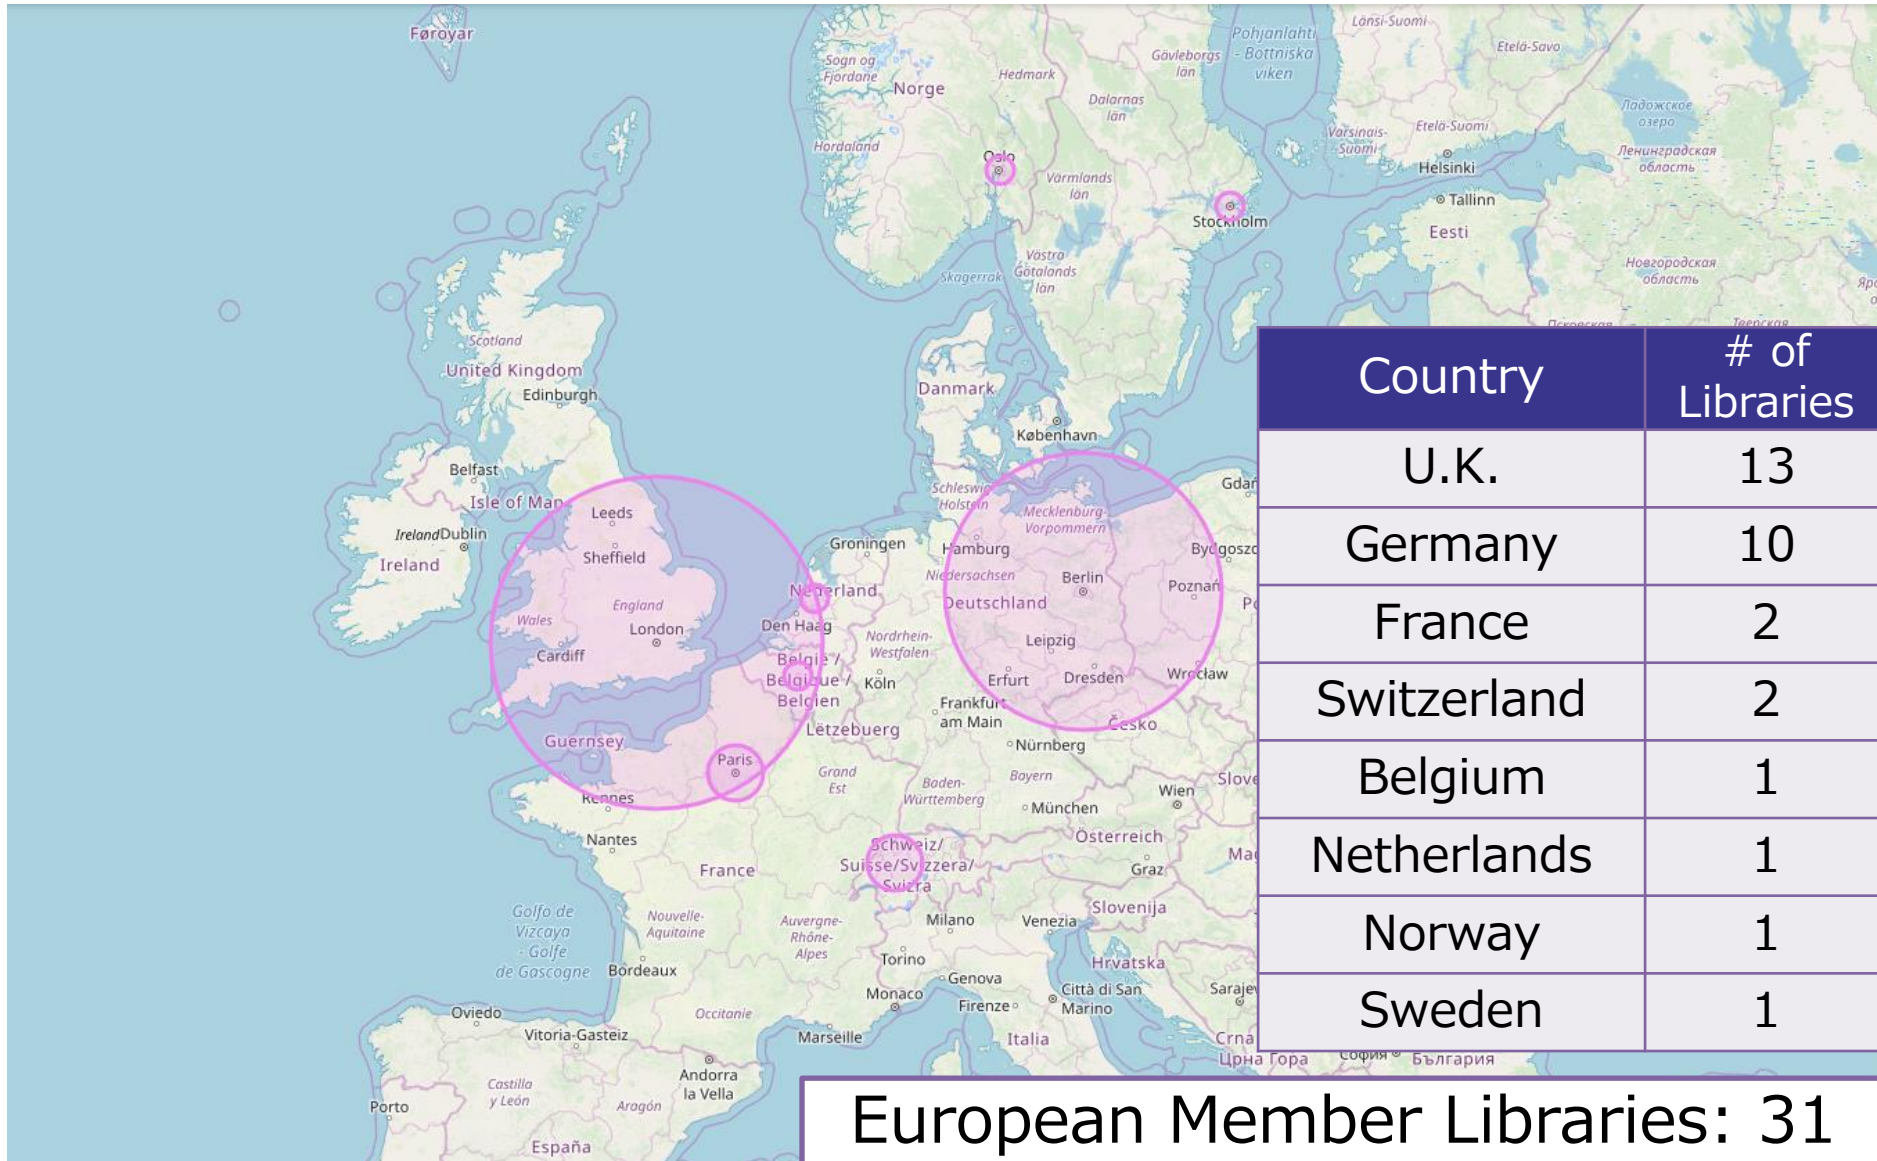 Føroyar
Länsi-Suomi
Pohjanlahti
- Bottniska
viken
Etelä-Savo
Gävleborgs
län
Sogn og
Fjordane
Norge
Hedmark
Dalarnas
län
Ладожское
озеро
Hordaland
Varsinais-
Suomi
Etelä-Suomi
Helsinki
Ленинградская
область
Oslo
Värmlands
län
Stockholm
Tallinn
Eesti
Västra
Götalands
län
Skagerrak
Новгородская
область
Псковская
Тверская
Scotland
United Kingdom
Edinburgh
Danmark
København
Belfast
Isle of Man
Ireland
Dublin
Ireland
Leeds
Sheffield
England
Wales
London
Cardiff
Guernsey
Groningen
Nederland
Den Haag
België /
Belgique /
Belgien
Lëtzebuerg
Schleswig-
Holstein
Mecklenburg-
Vorpommern
Hamburg
Niedersachsen
Deutschland
Berlin
Leipzig
Nordrhein-
Westfalen
Köln
Erfurt
Dresden
Frankfurt
am Main
Nürnberg
Poznań
Wrocław
Česko
Paris
Rennes
Nantes
Grand
Est
Baden-
Württemberg
Bayern
München
Wien
Österreich
Graz
Schweiz/
Suisse/Svizzera/
Svizra
France
Slovenija
Golfo de
Vizcaya
- Golfe
de Gascogne
Nouvelle-
Aquitaine
Auvergne-
Rhône-
Alpes
Milano
Venezia
Torino
Hrvatska
Bordeaux
Genova
Monaco
Firenze
Città di San
Marino
Italia
Crna
Црна Гора
София
България
Oviedo
Vitoria-Gasteiz
Occitanie
Marseille
Andorra
la Vella
Castilla
y León
Aragón
Porto
España
Country # of Libraries
U.K. 13
Germany 10
France 2
Switzerland 2
Belgium 1
Netherlands 1
Norway 1
Sweden 1
European Member Libraries: 31